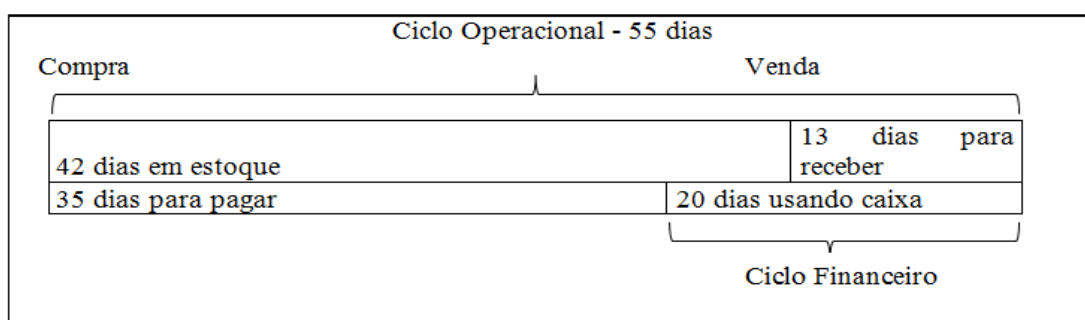 Ciclo Operacional - 55 dias
Compra Venda
13 dias para
42 dias em estoque receber
35 dias para pagar 20 dias usando caixa
Ciclo Financeiro